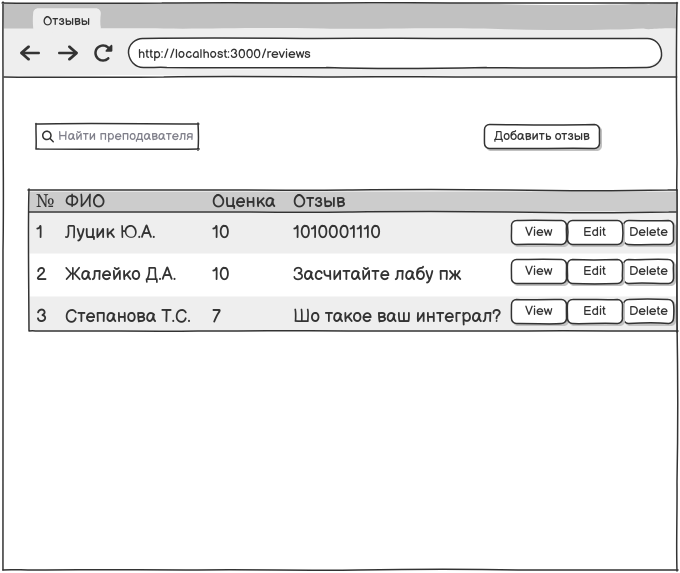 Отзывы
http://localhost:3000/reviews
Найти преподавателя Добавить отзыв
№ ФИО Оценка Отзыв
1 Луцик Ю.А. 10 1010001110 View Edit Delete
2 Жалейко Д.А. 10 Засчитайте лабу пж View Edit Delete
3 Степанова Т.С. 7 Шо такое ваш интеграл? View Edit Delete